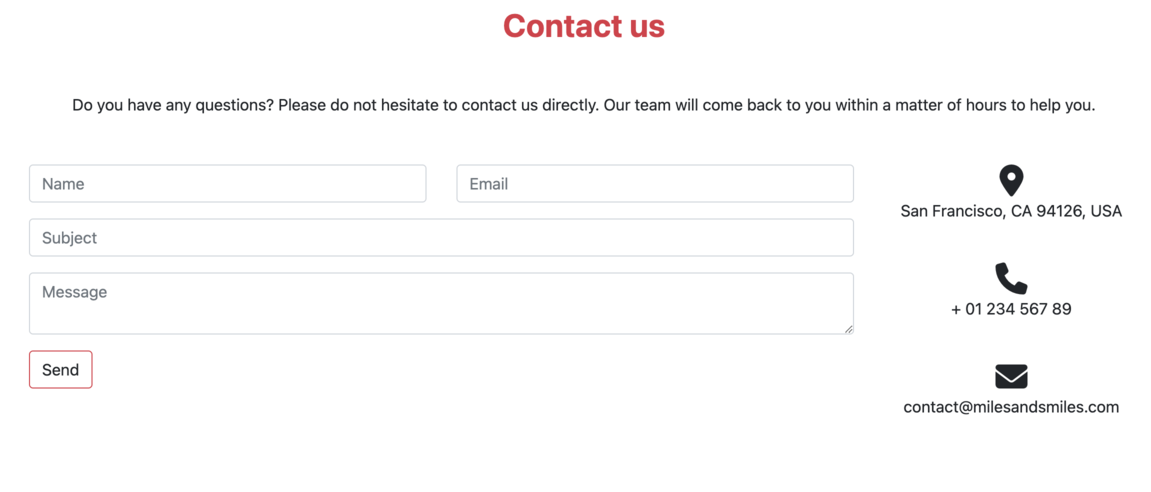 Contact us
Do you have any questions? Please do not hesitate to contact us directly. Our team will come back to you within a matter of hours to help you.
Name
Email
Subject
Message
Send
San Francisco, CA 94126, USA
+ 01 234 567 89
contact@milesandsmiles.com